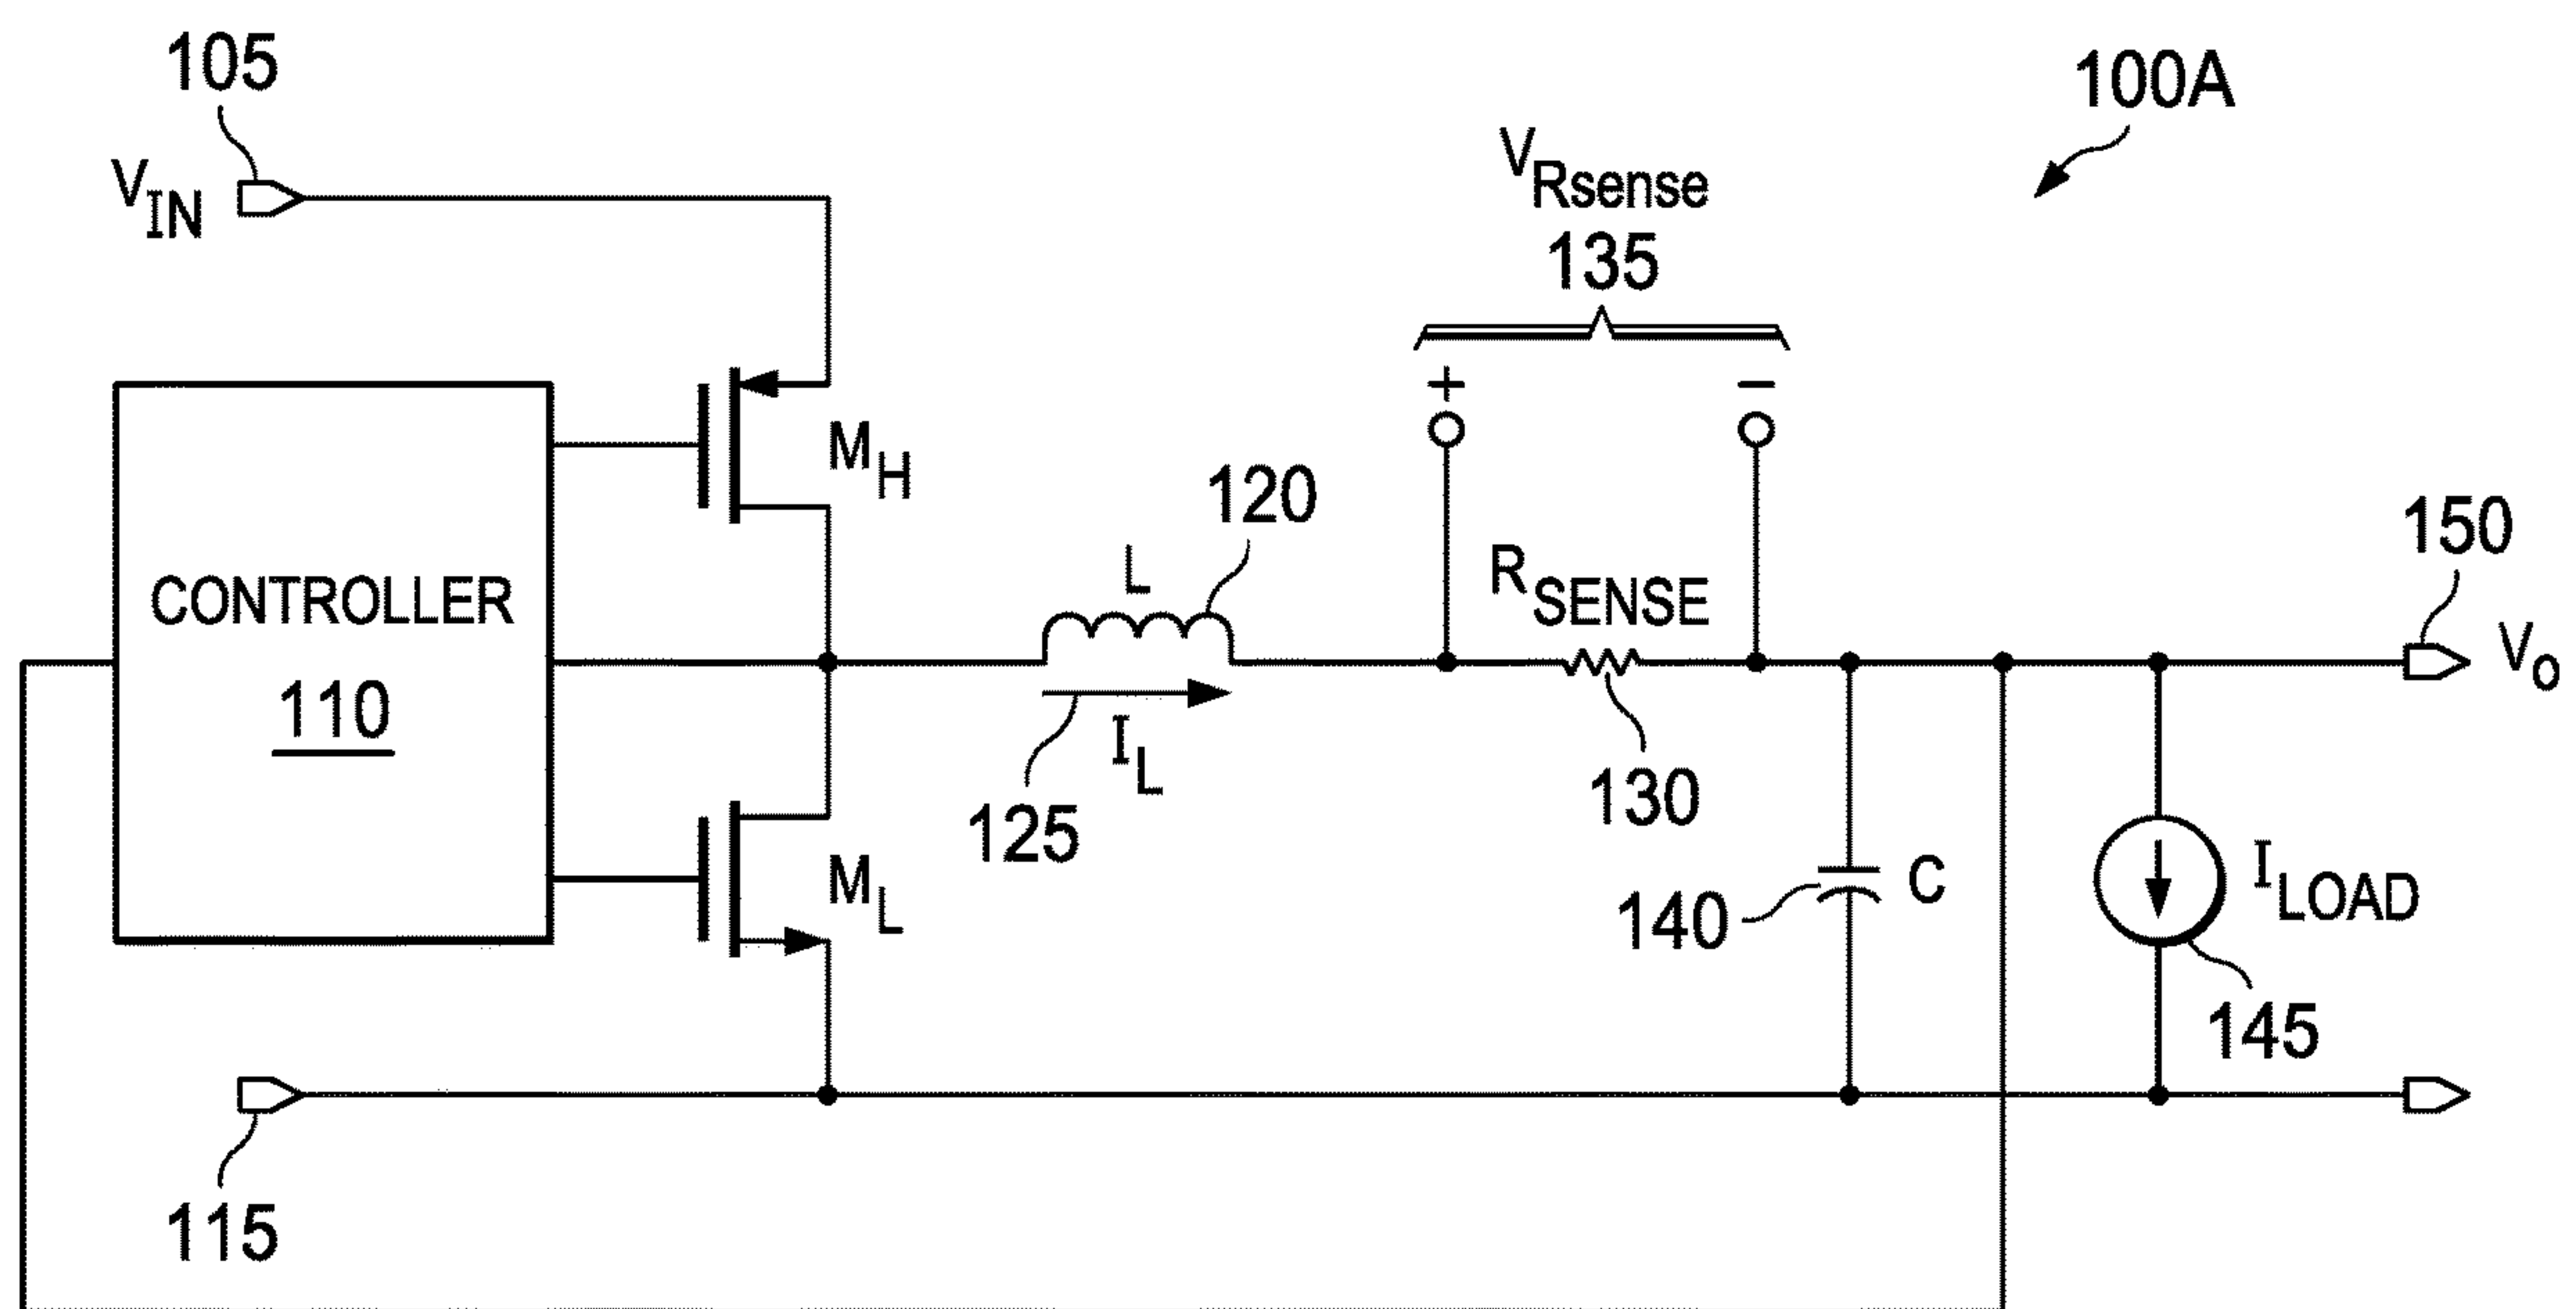 105
100A
V_IN
V_Rsense
135
+
−
M_H
120
150
CONTROLLER
110
L
R_SENSE
V_O
I_L
125
130
M_L
140
C
I_LOAD
145
115